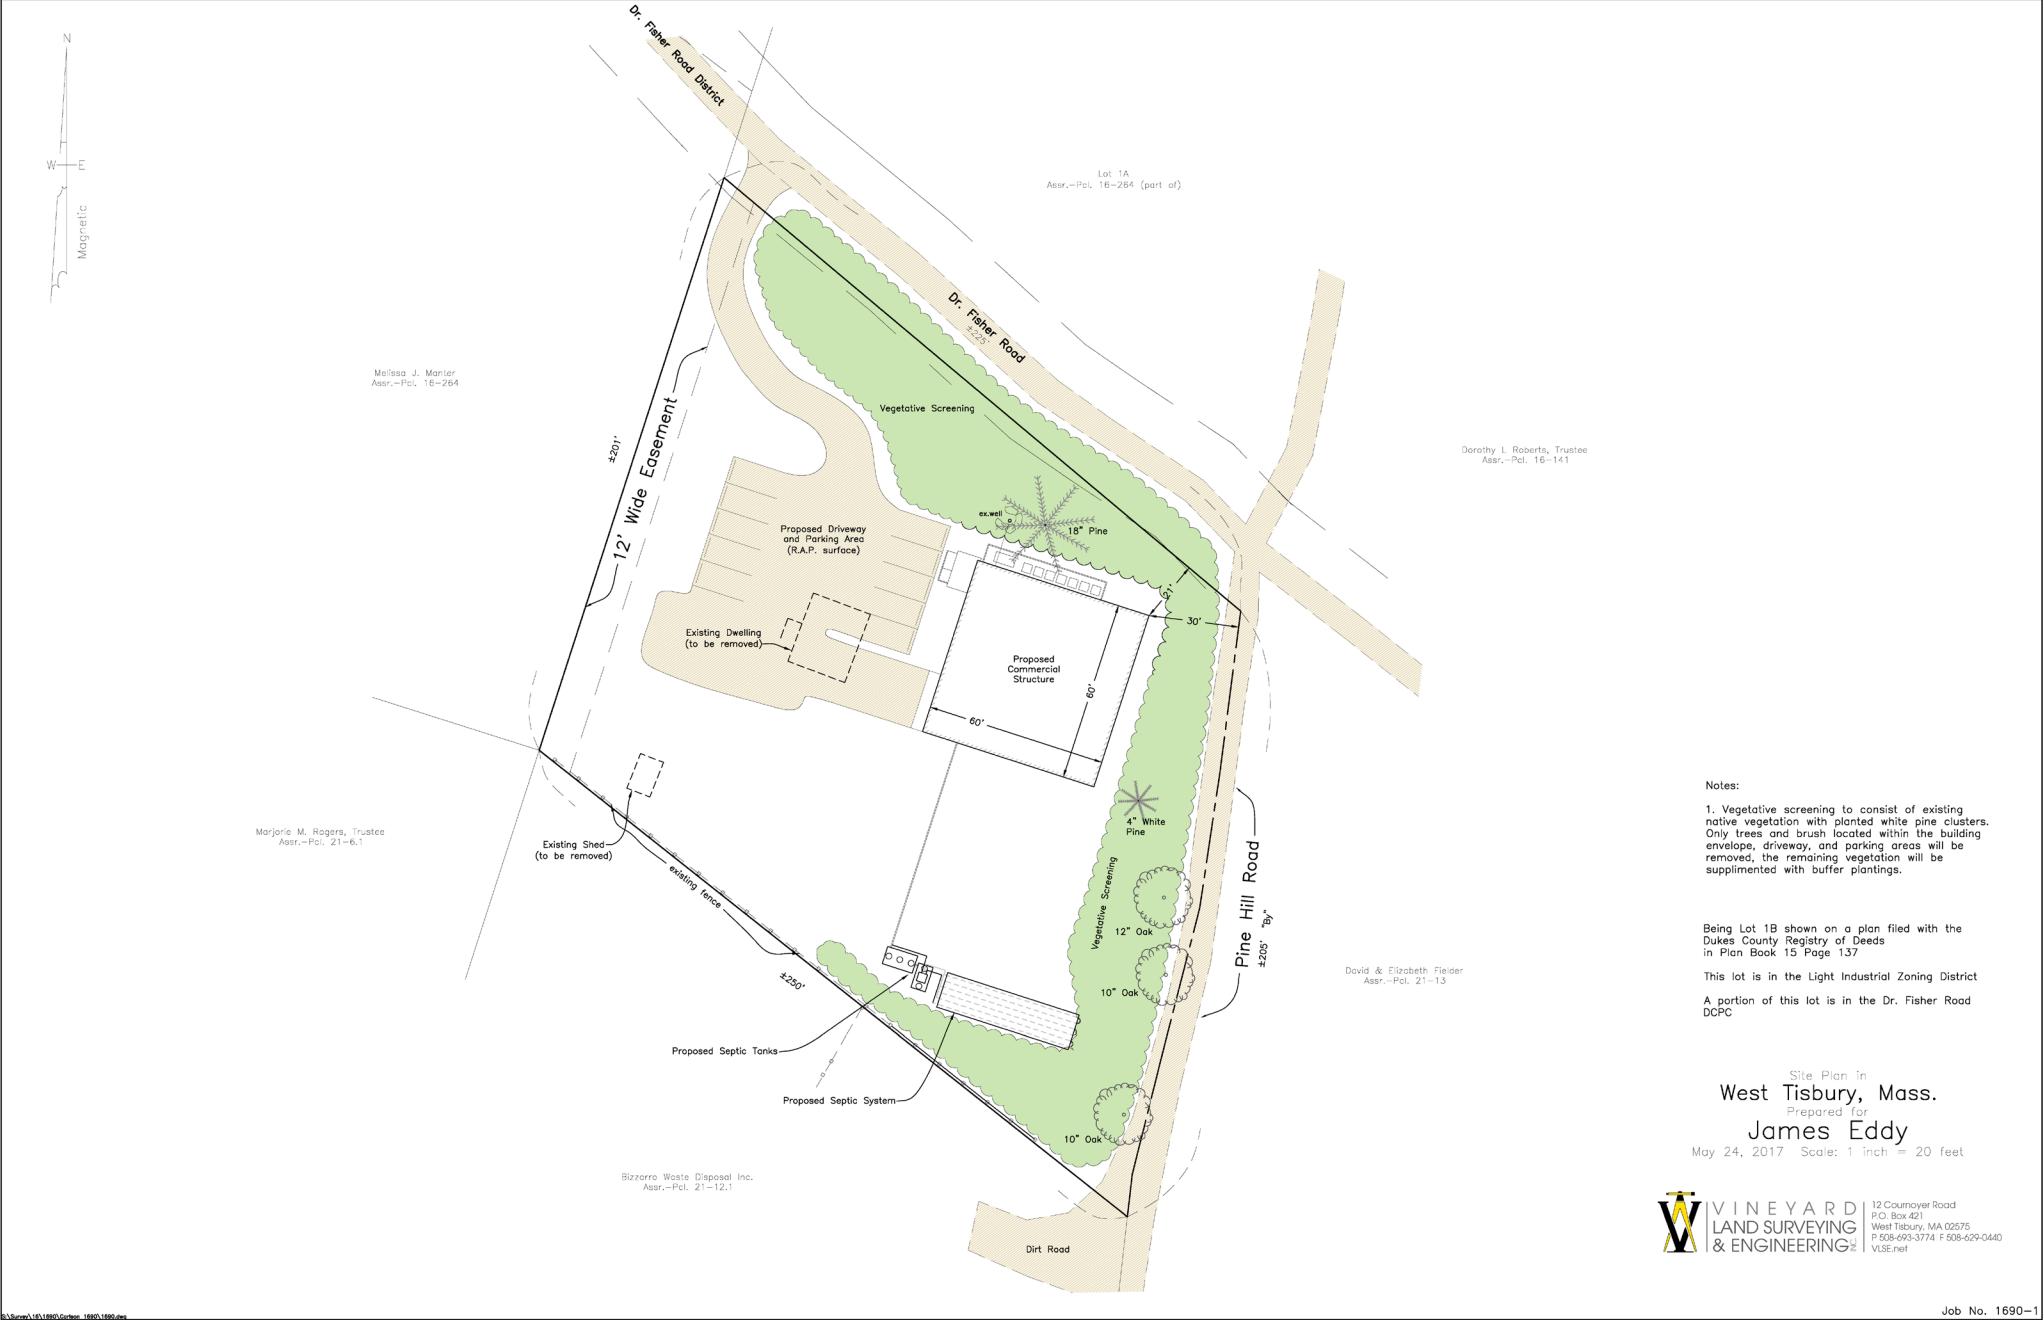 Dr. Fisher Road District
N
W E
Magnetic
Lot 1A
Assr.-Pcl. 16-264 (part of)
Dr. Fisher Road
±225'
Melissa J. Manter
Assr.-Pcl. 16-264
±201'
12' Wide Easement
Vegetative Screening
Dorothy L Roberts, Trustee
Assr.-Pcl. 16-141
ex.well
18" Pine
Proposed Driveway
and Parking Area
(R.A.P. surface)
21'
30'
Existing Dwelling
(to be removed)
Proposed
Commercial
Structure
60'
60'
4" White
Pine
Marjorie M. Rogers, Trustee
Assr.-Pcl. 21-6.1
Existing Shed
(to be removed)
existing fence
±250'
Vegetative Screening
12" Oak
10" Oak
Pine Hill Road
±205' "By"
David & Elizabeth Fielder
Assr.-Pcl. 21-13
Proposed Septic Tanks
Proposed Septic System
10" Oak
Bizzarro Waste Disposal Inc.
Assr.-Pcl. 21-12.1
Dirt Road
Notes:
1. Vegetative screening to consist of existing
native vegetation with planted white pine clusters.
Only trees and brush located within the building
envelope, driveway, and parking areas will be
removed, the remaining vegetation will be
supplimented with buffer plantings.
Being Lot 1B shown on a plan filed with the
Dukes County Registry of Deeds
in Plan Book 15 Page 137
This lot is in the Light Industrial Zoning District
A portion of this lot is in the Dr. Fisher Road
DCPC
Site Plan in
West Tisbury, Mass.
Prepared for
James Eddy
May 24, 2017 Scale: 1 inch = 20 feet
VINEYARD
LAND SURVEYING
& ENGINEERING INC.
12 Cournoyer Road
P.O. Box 421
West Tisbury, MA 02575
P 508-693-3774 F 508-629-0440
VLSE.net
Job No. 1690-1
S:\Survey\16\1690\Carlson 1690\1690.dwg